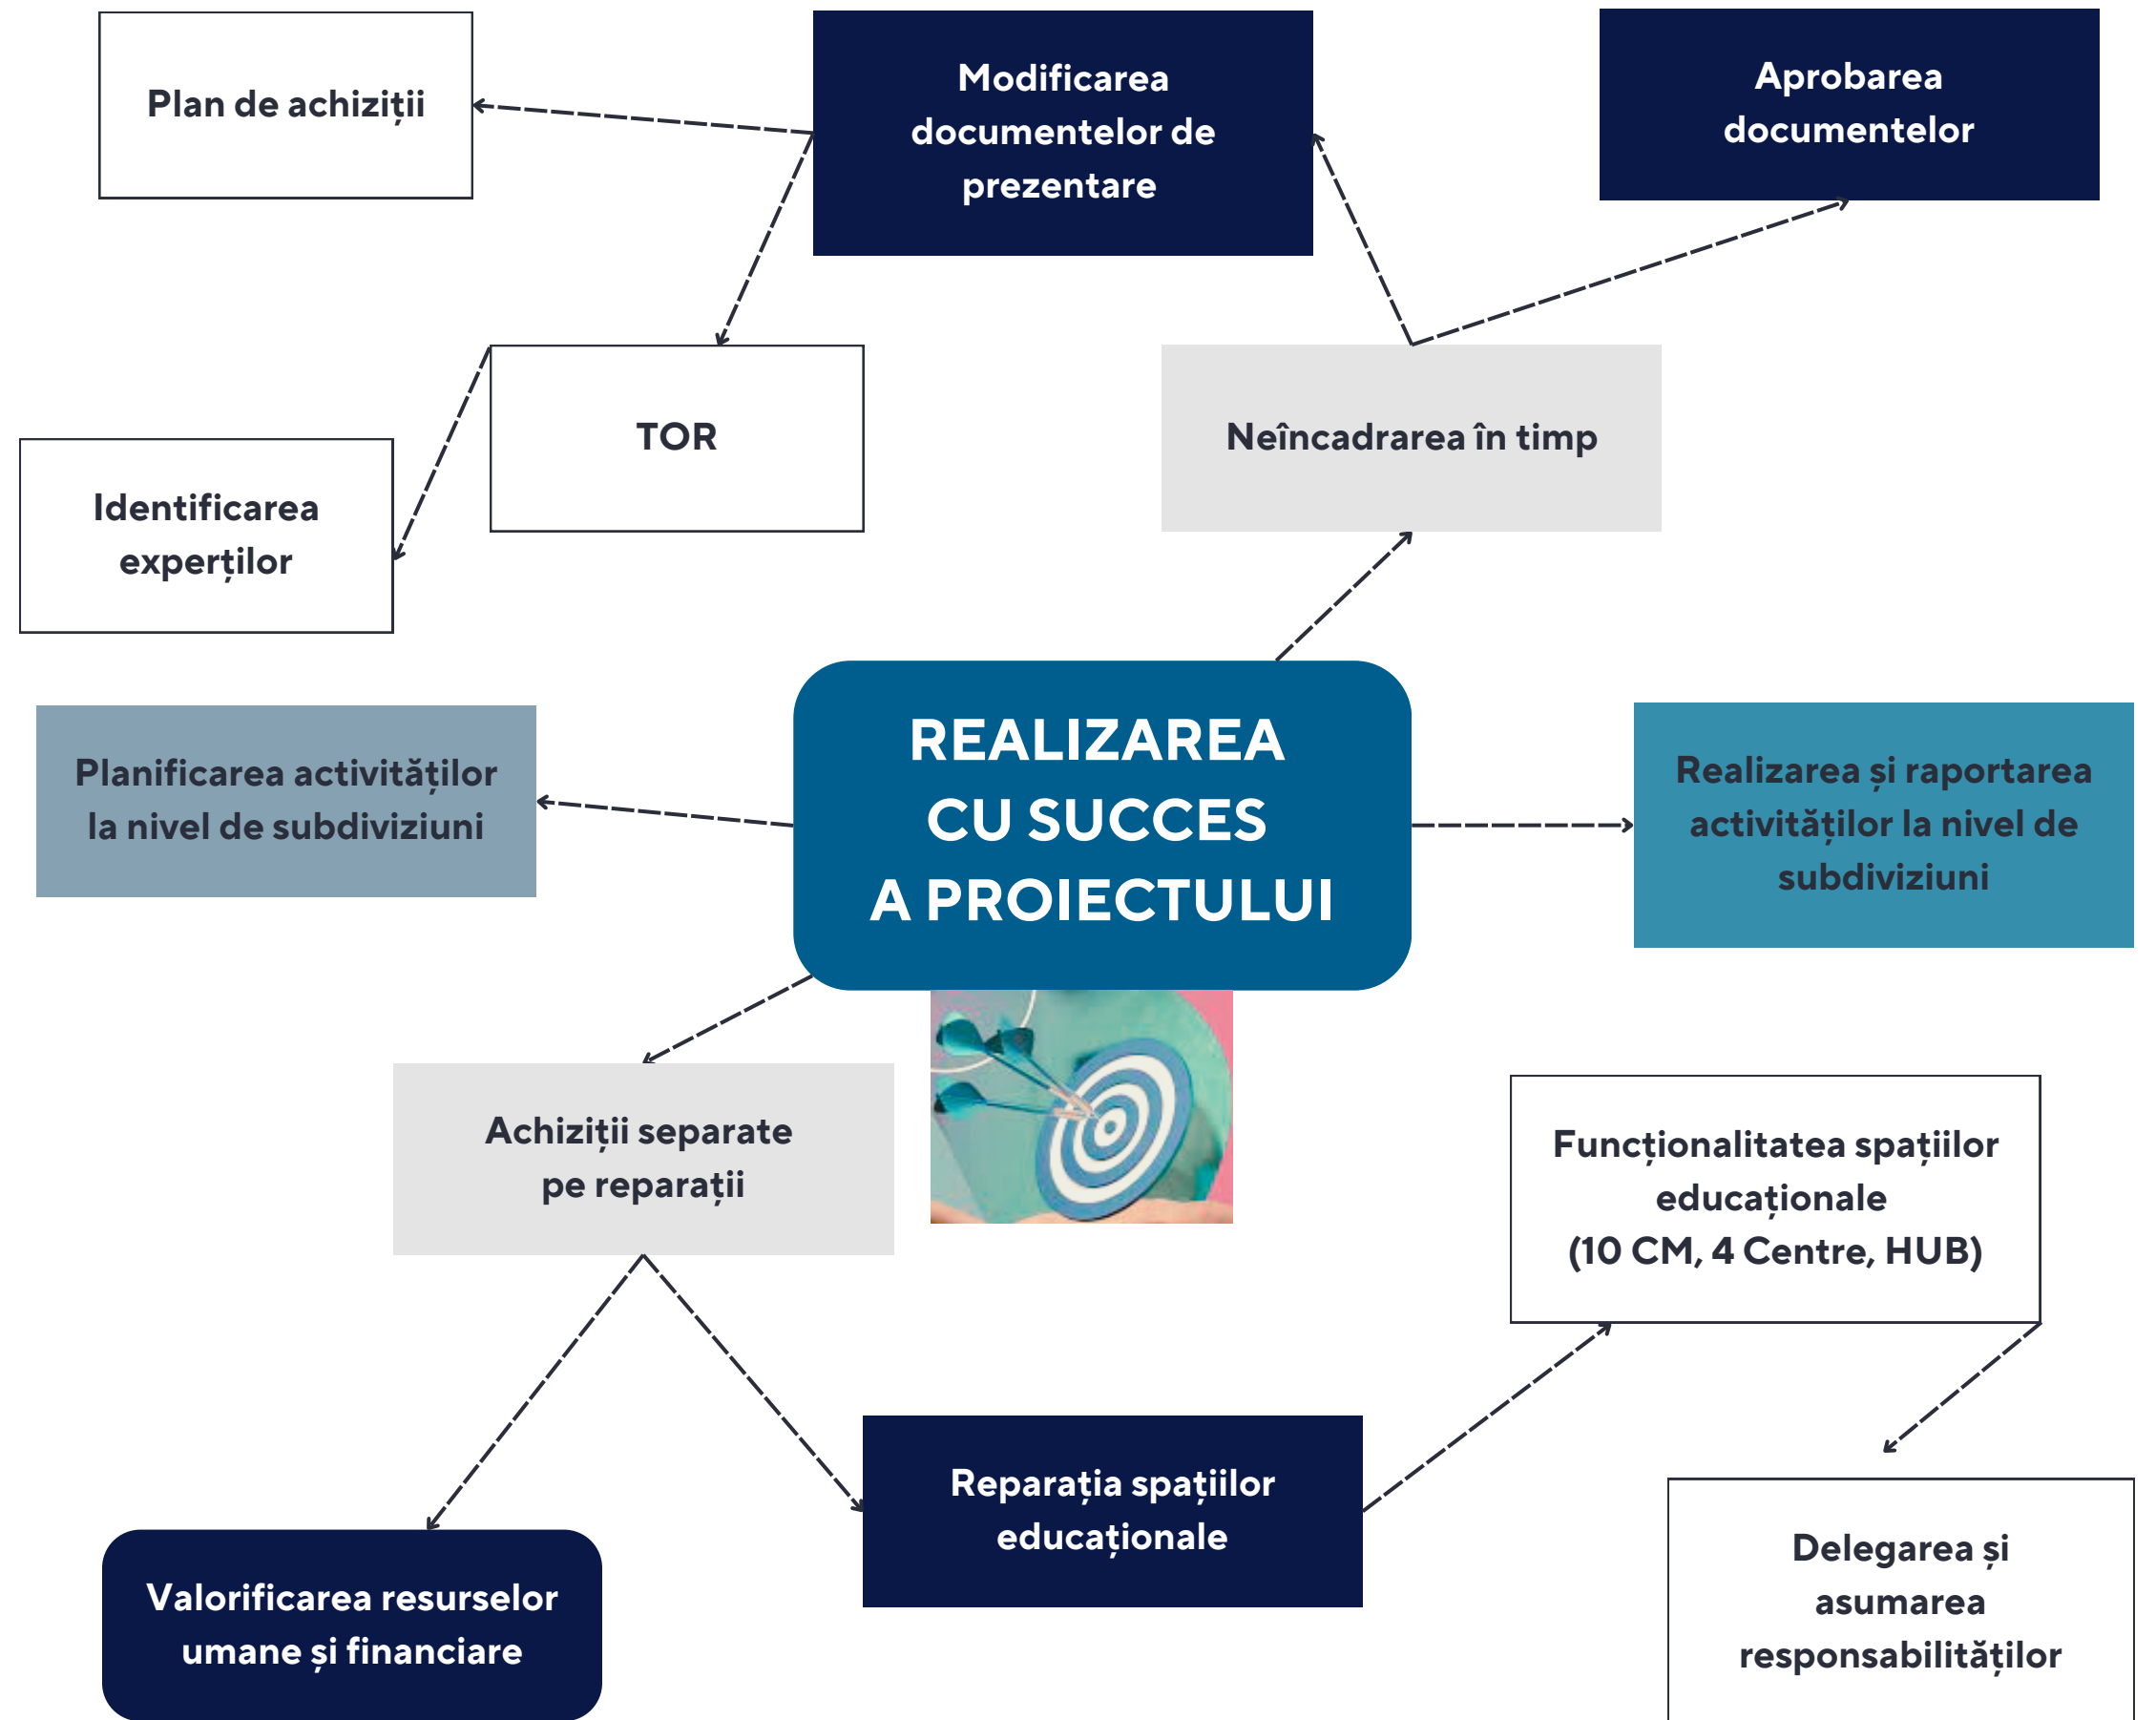 Plan de achiziții
Modificarea
documentelor de
prezentare
Aprobarea
documentelor
TOR
Neîncadrarea în timp
Identificarea
experților
REALIZAREA
CU SUCCES
A PROIECTULUI
Planificarea activităților
la nivel de subdiviziuni
Realizarea și raportarea
activităților la nivel de
subdiviziuni
Achiziții separate
pe reparații
Funcționalitatea spațiilor
educaționale
(10 CM, 4 Centre, HUB)
Reparația spațiilor
educaționale
Valorificarea resurselor
umane și financiare
Delegarea și
asumarea
responsabilităților